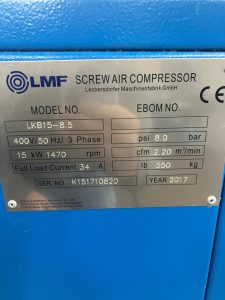 LMF SCREW AIR COMPRESSOR
Leobersdorfer Maschinenfabrik GmbH
MODEL NO. EBOM NO.
LKB15-8.5
400V/50 Hz/ 3 Phase psi 8.0 bar
15 kW 1470 rpm cfm 2.20 m³/min
Full Load Current 34 A lb 550 kg
SER.NO. K151710820 YEAR 2017